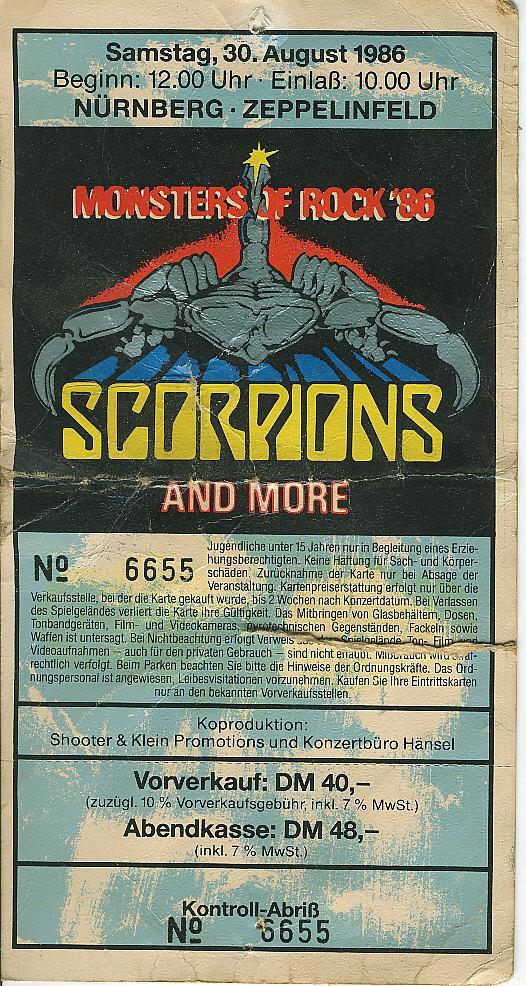 Samstag, 30. August 1986
Beginn: 12.00 Uhr · Einlaß: 10.00 Uhr
NÜRNBERG · ZEPPELINFELD
MONSTERS OF ROCK '86
SCORPIONS
AND MORE
Nº 6655
Jugendliche unter 15 Jahren nur in Begleitung eines Erzie-
hungsberechtigten. Keine Haftung für Sach- und Körper-
schäden. Zurücknahme der Karte nur bei Absage der
Veranstaltung. Kartenpreiserstattung erfolgt nur über die
Verkaufsstelle, bei der die Karte gekauft wurde, bis 2 Wochen nach Konzertdatum. Bei Verlassen
des Spielgeländes verliert die Karte ihre Gültigkeit. Das Mitbringen von Glasbehältern, Dosen,
Tonbandgeräten, Film- und Videokameras, pyrotechnischen Gegenständen, Fackeln sowie
Waffen ist untersagt. Bei Nichtbeachtung erfolgt Verweis Spielgelände. Ton-, Film- und
Videoaufnahmen – auch für den privaten Gebrauch – sind nicht erlaubt. Mißbrauch wird straf-
rechtlich verfolgt. Beim Parken beachten Sie bitte die Hinweise der Ordnungskräfte. Das Ord-
nungspersonal ist angewiesen, Leibesvisitationen vorzunehmen. Kaufen Sie Ihre Eintrittskarten
nur an den bekannten Vorverkaufsstellen.
Koproduktion:
Shooter & Klein Promotions und Konzertbüro Hänsel
Vorverkauf: DM 40,–
(zuzügl. 10 % Vorverkaufsgebühr, inkl. 7 % MwSt.)
Abendkasse: DM 48,–
(inkl. 7 % MwSt.)
Kontroll-Abriß
Nº 6655